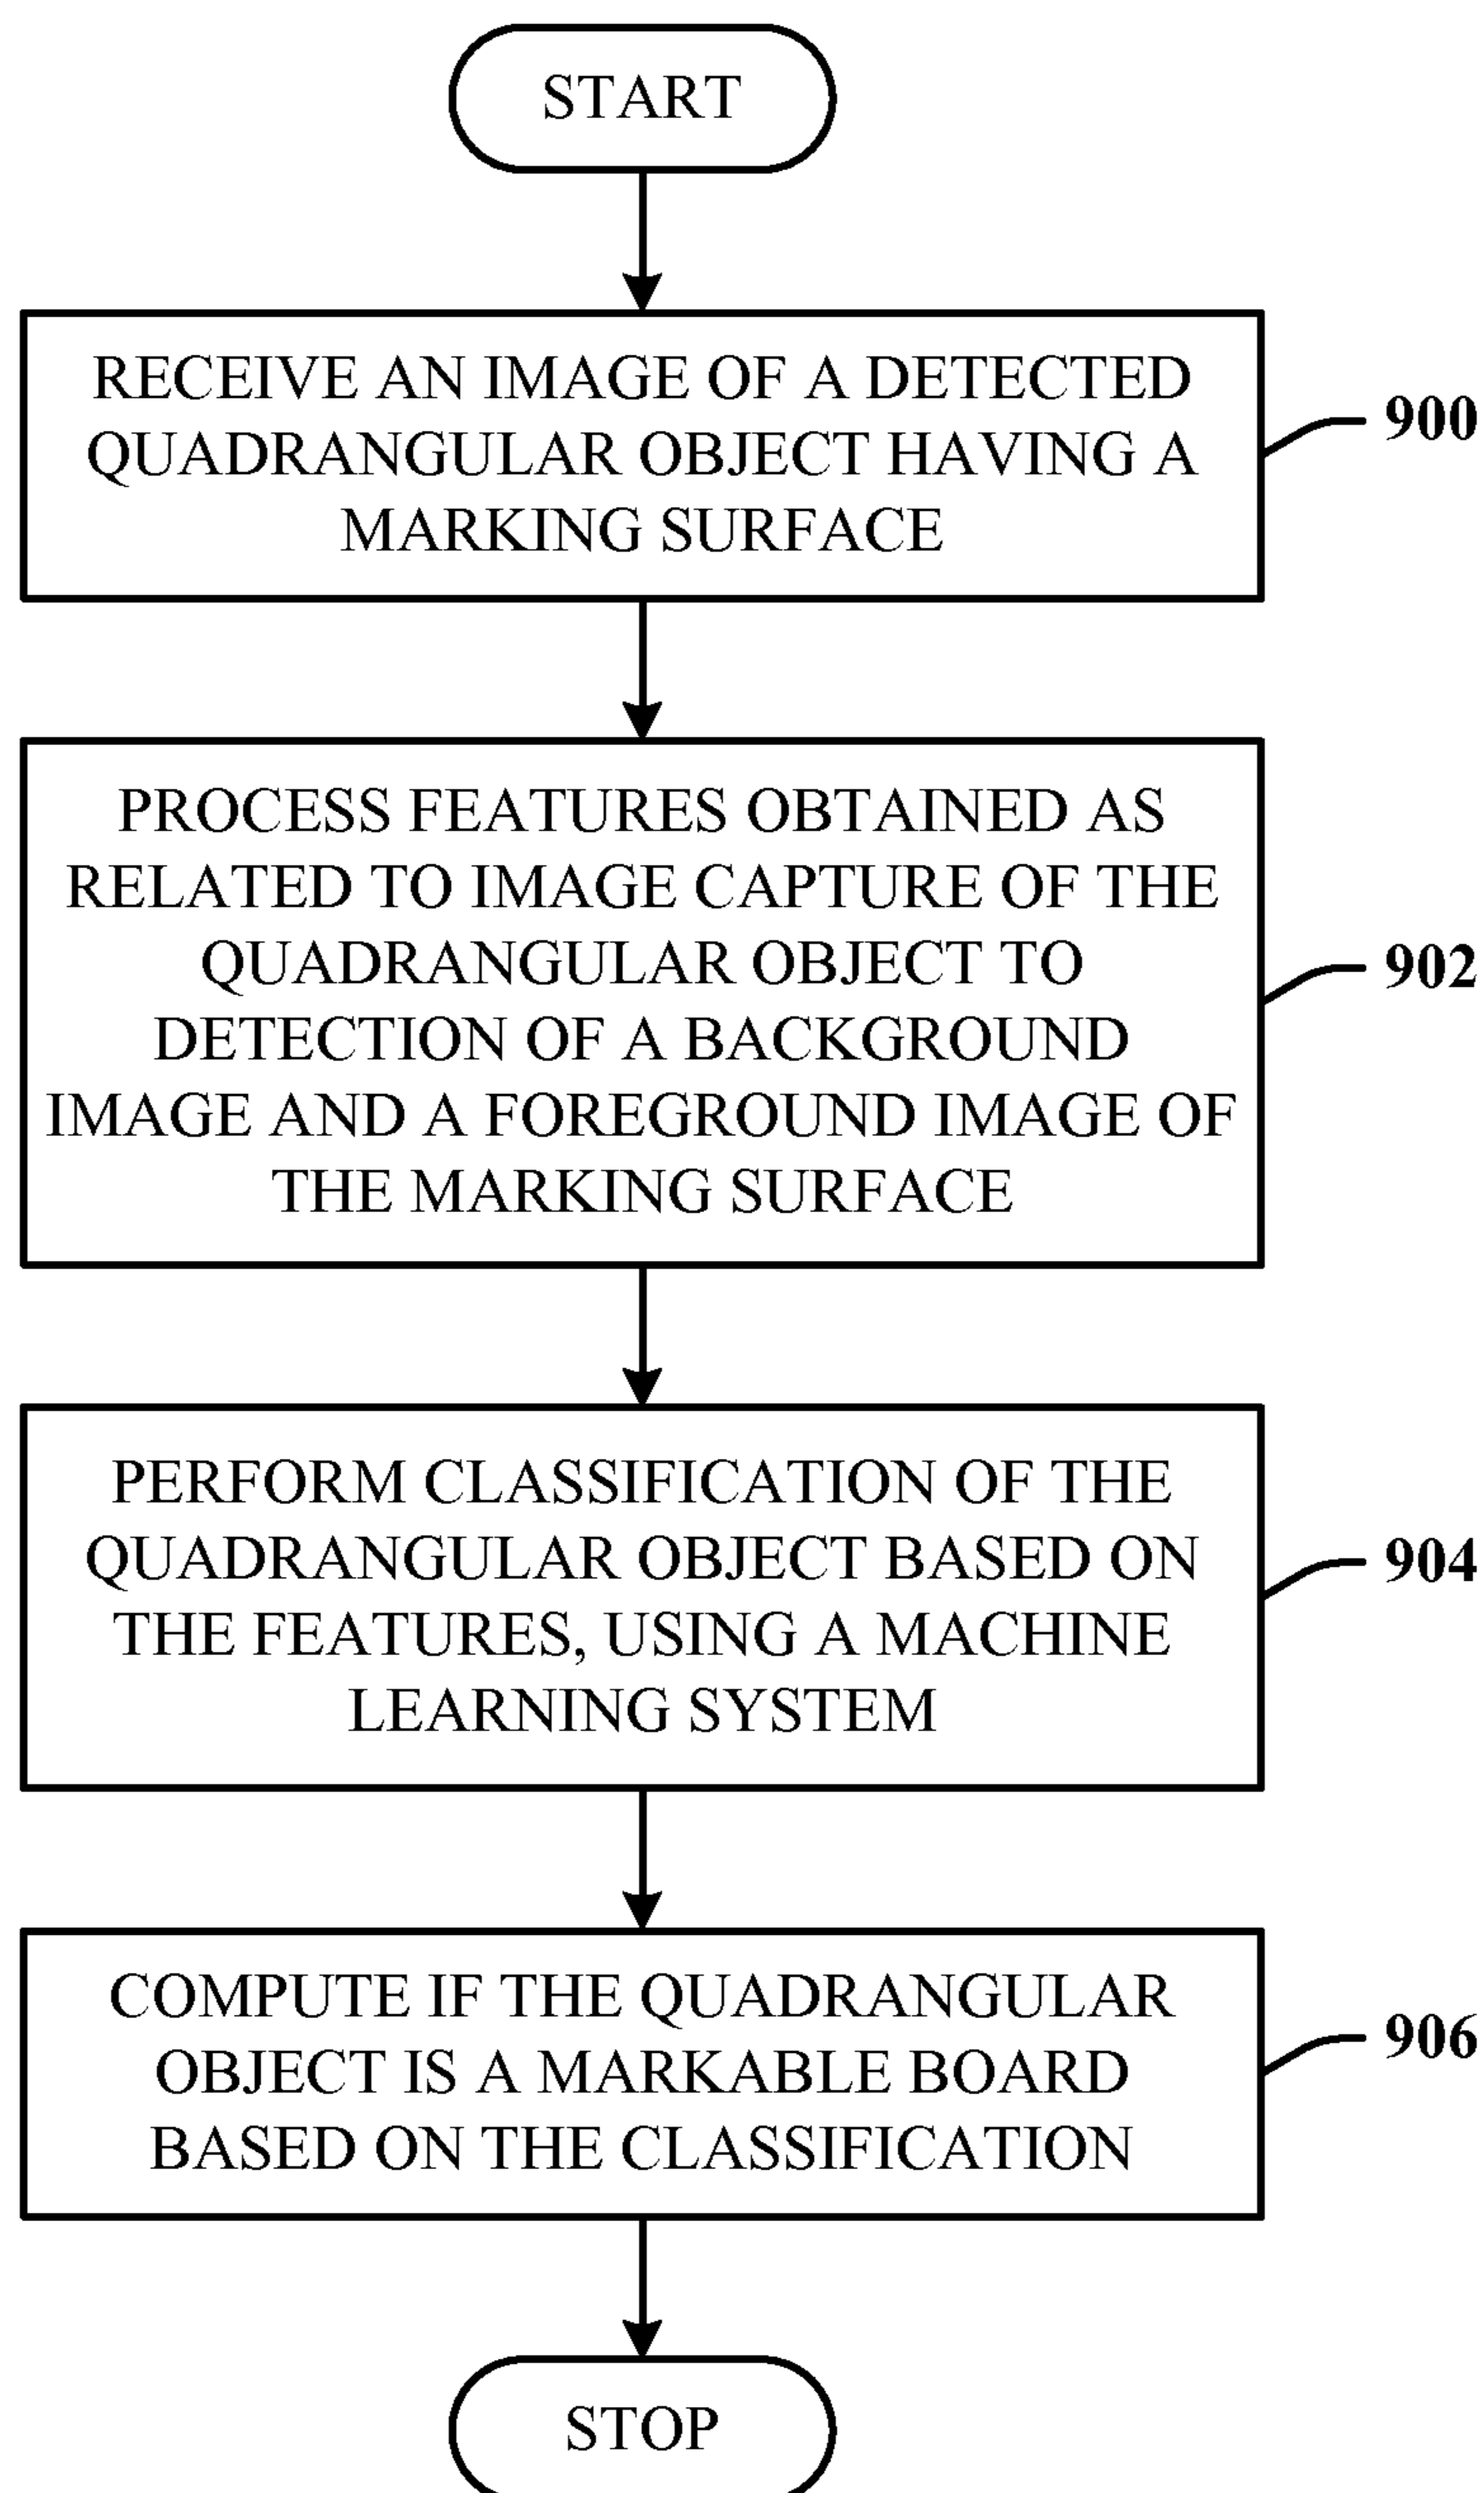 START
RECEIVE AN IMAGE OF A DETECTED
QUADRANGULAR OBJECT HAVING A
MARKING SURFACE
900
PROCESS FEATURES OBTAINED AS
RELATED TO IMAGE CAPTURE OF THE
QUADRANGULAR OBJECT TO
DETECTION OF A BACKGROUND
IMAGE AND A FOREGROUND IMAGE OF
THE MARKING SURFACE
902
PERFORM CLASSIFICATION OF THE
QUADRANGULAR OBJECT BASED ON
THE FEATURES, USING A MACHINE
LEARNING SYSTEM
904
COMPUTE IF THE QUADRANGULAR
OBJECT IS A MARKABLE BOARD
BASED ON THE CLASSIFICATION
906
STOP